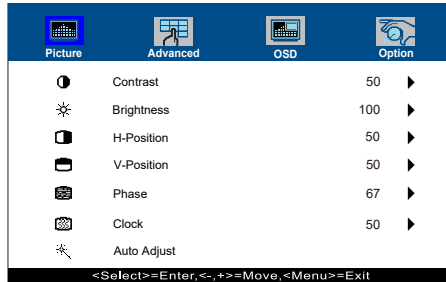 Picture Advanced OSD Option
Contrast 50
Brightness 100
H-Position 50
V-Position 50
Phase 67
Clock 50
Auto Adjust
<Select>=Enter,<-,+>=Move,<Menu>=Exit